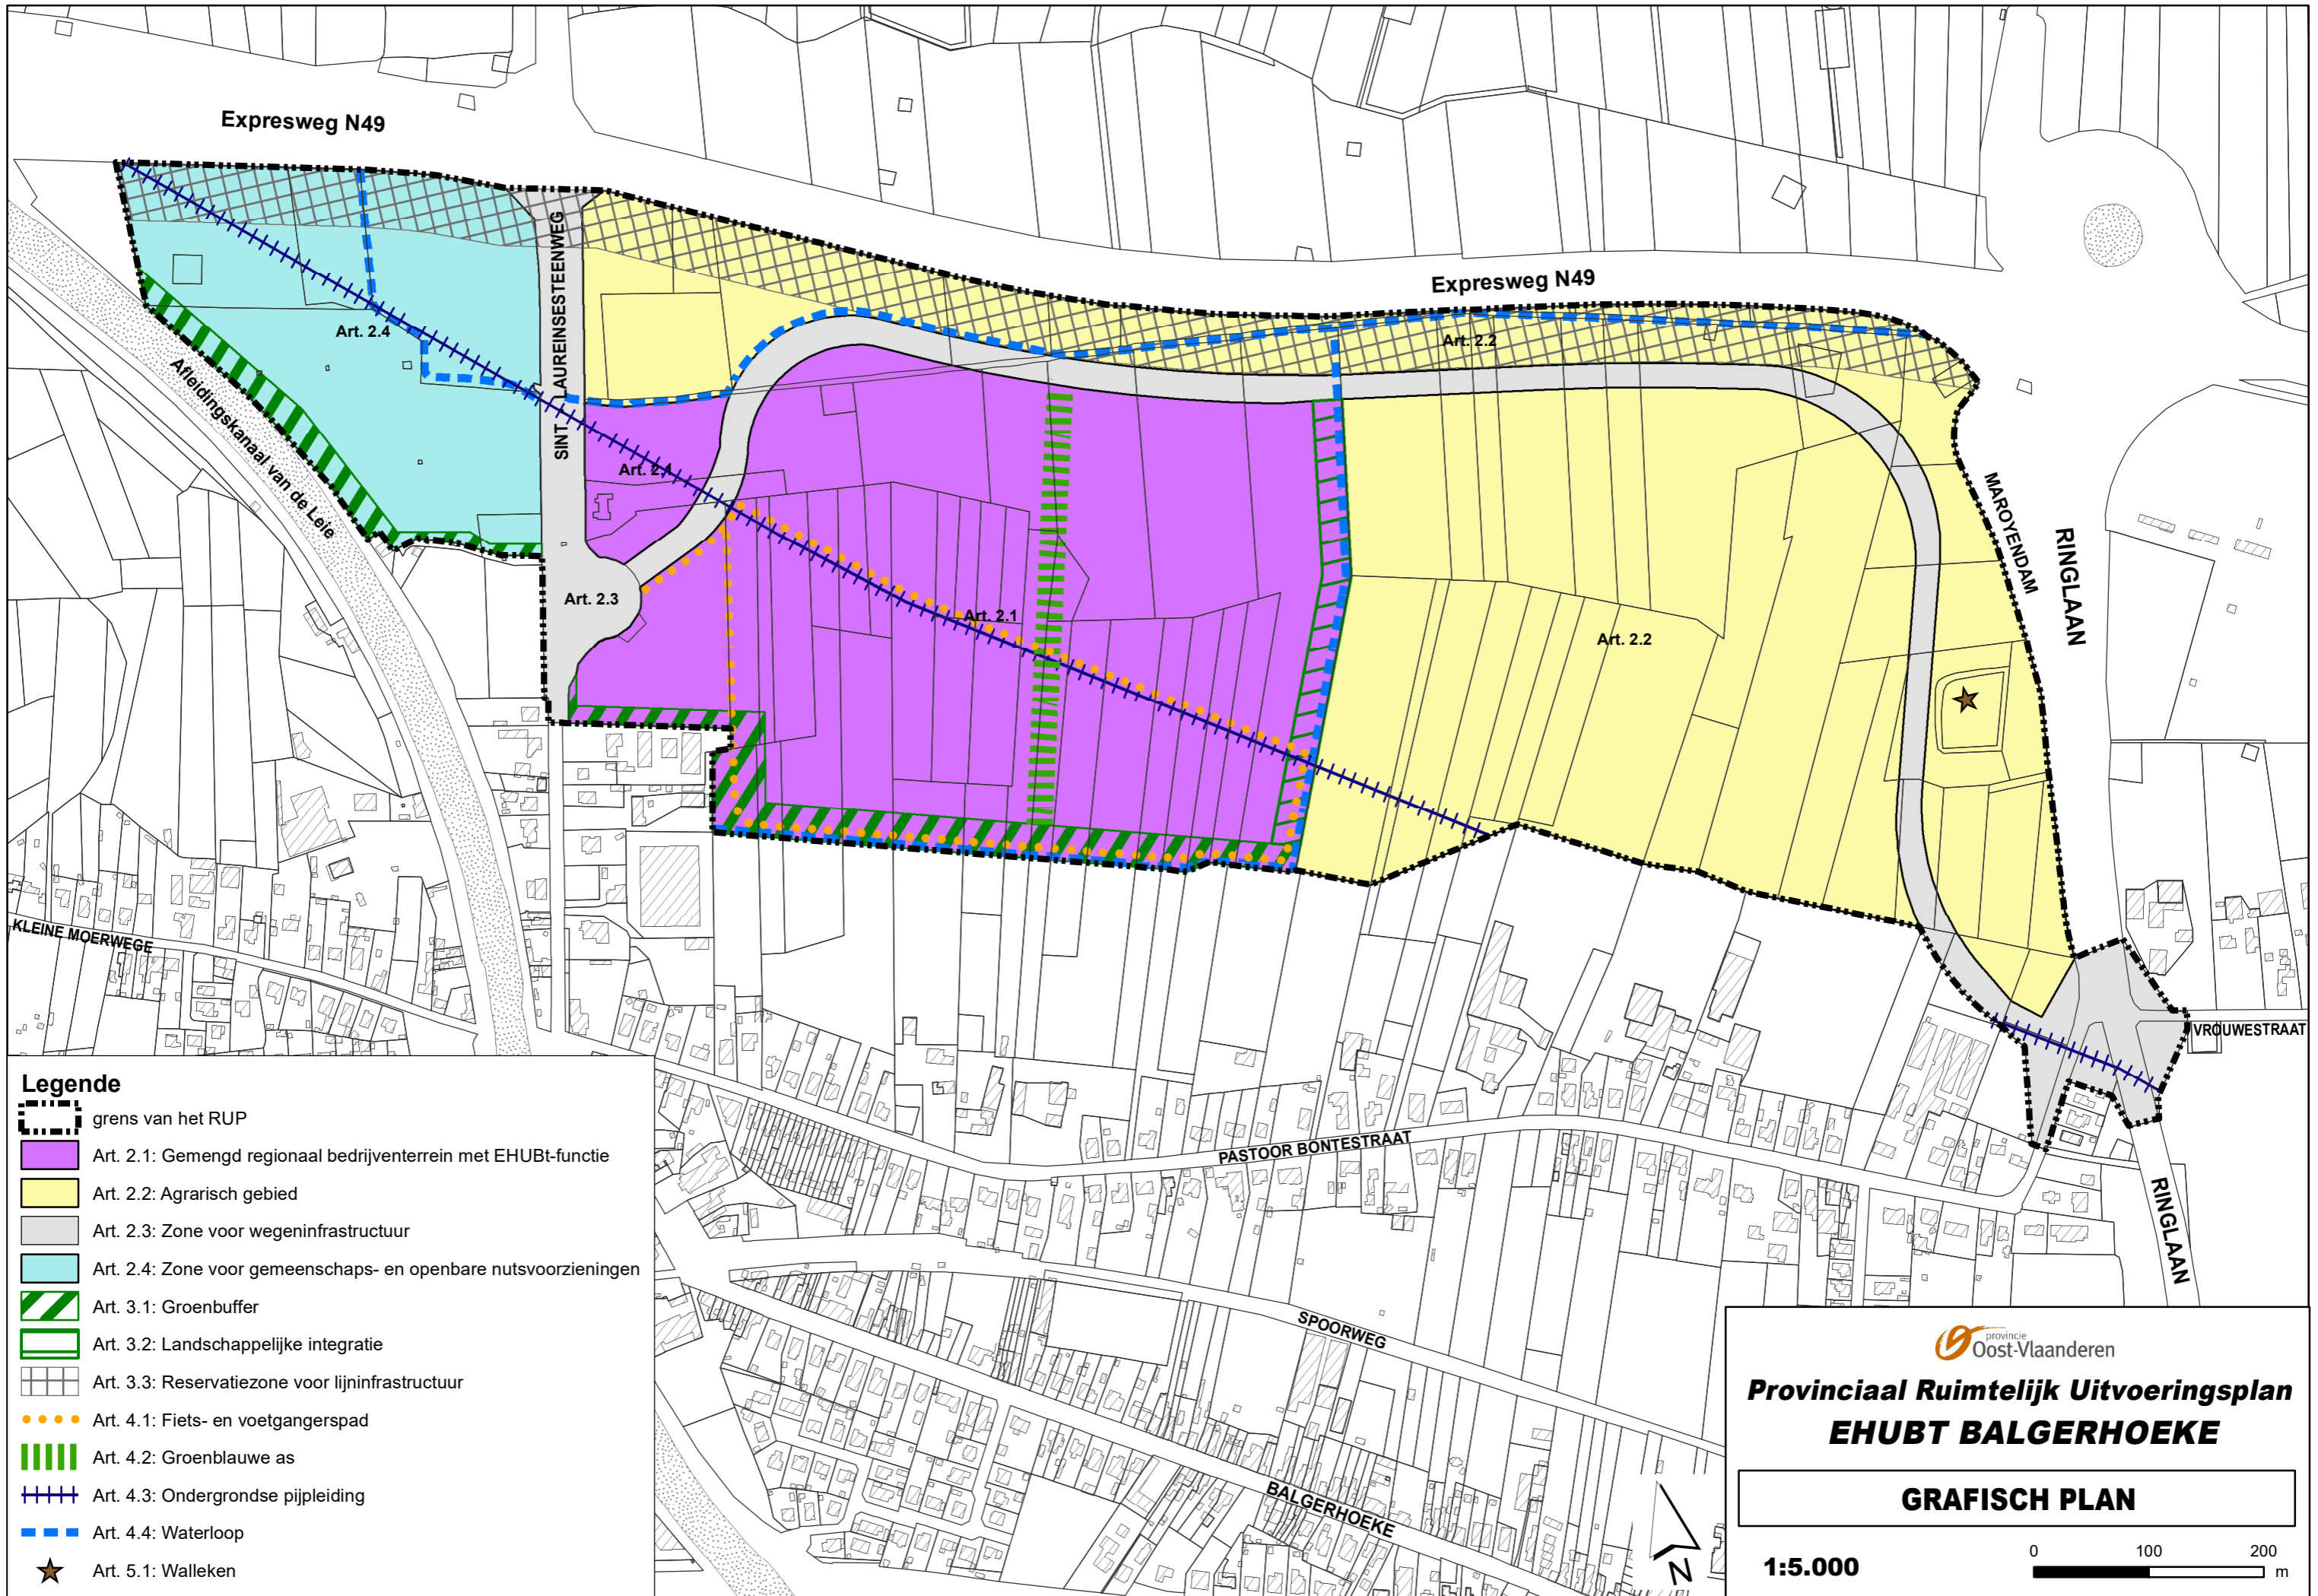 Expresweg N49
Expresweg N49
SINT LAUREINSESTEENWEG
Art. 2.4
Art. 2.2
Afleidingskanaal van de Leie
Art. 2.1
MAROYENDAM
RINGLAAN
Art. 2.3
Art. 2.1
Art. 2.2
KLEINE MOERWEGE
VROUWESTRAAT
PASTOOR BONTESTRAAT
RINGLAAN
SPOORWEG
BALGERHOEKE
Legende
grens van het RUP
Art. 2.1: Gemengd regionaal bedrijventerrein met EHUBt-functie
Art. 2.2: Agrarisch gebied
Art. 2.3: Zone voor wegeninfrastructuur
Art. 2.4: Zone voor gemeenschaps- en openbare nutsvoorzieningen
Art. 3.1: Groenbuffer
Art. 3.2: Landschappelijke integratie
Art. 3.3: Reservatiezone voor lijninfrastructuur
Art. 4.1: Fiets- en voetgangerspad
Art. 4.2: Groenblauwe as
Art. 4.3: Ondergrondse pijpleiding
Art. 4.4: Waterloop
Art. 5.1: Walleken
N
provincie
Oost-Vlaanderen
Provinciaal Ruimtelijk Uitvoeringsplan
EHUBT BALGERHOEKE
GRAFISCH PLAN
1:5.000
0 100 200
m